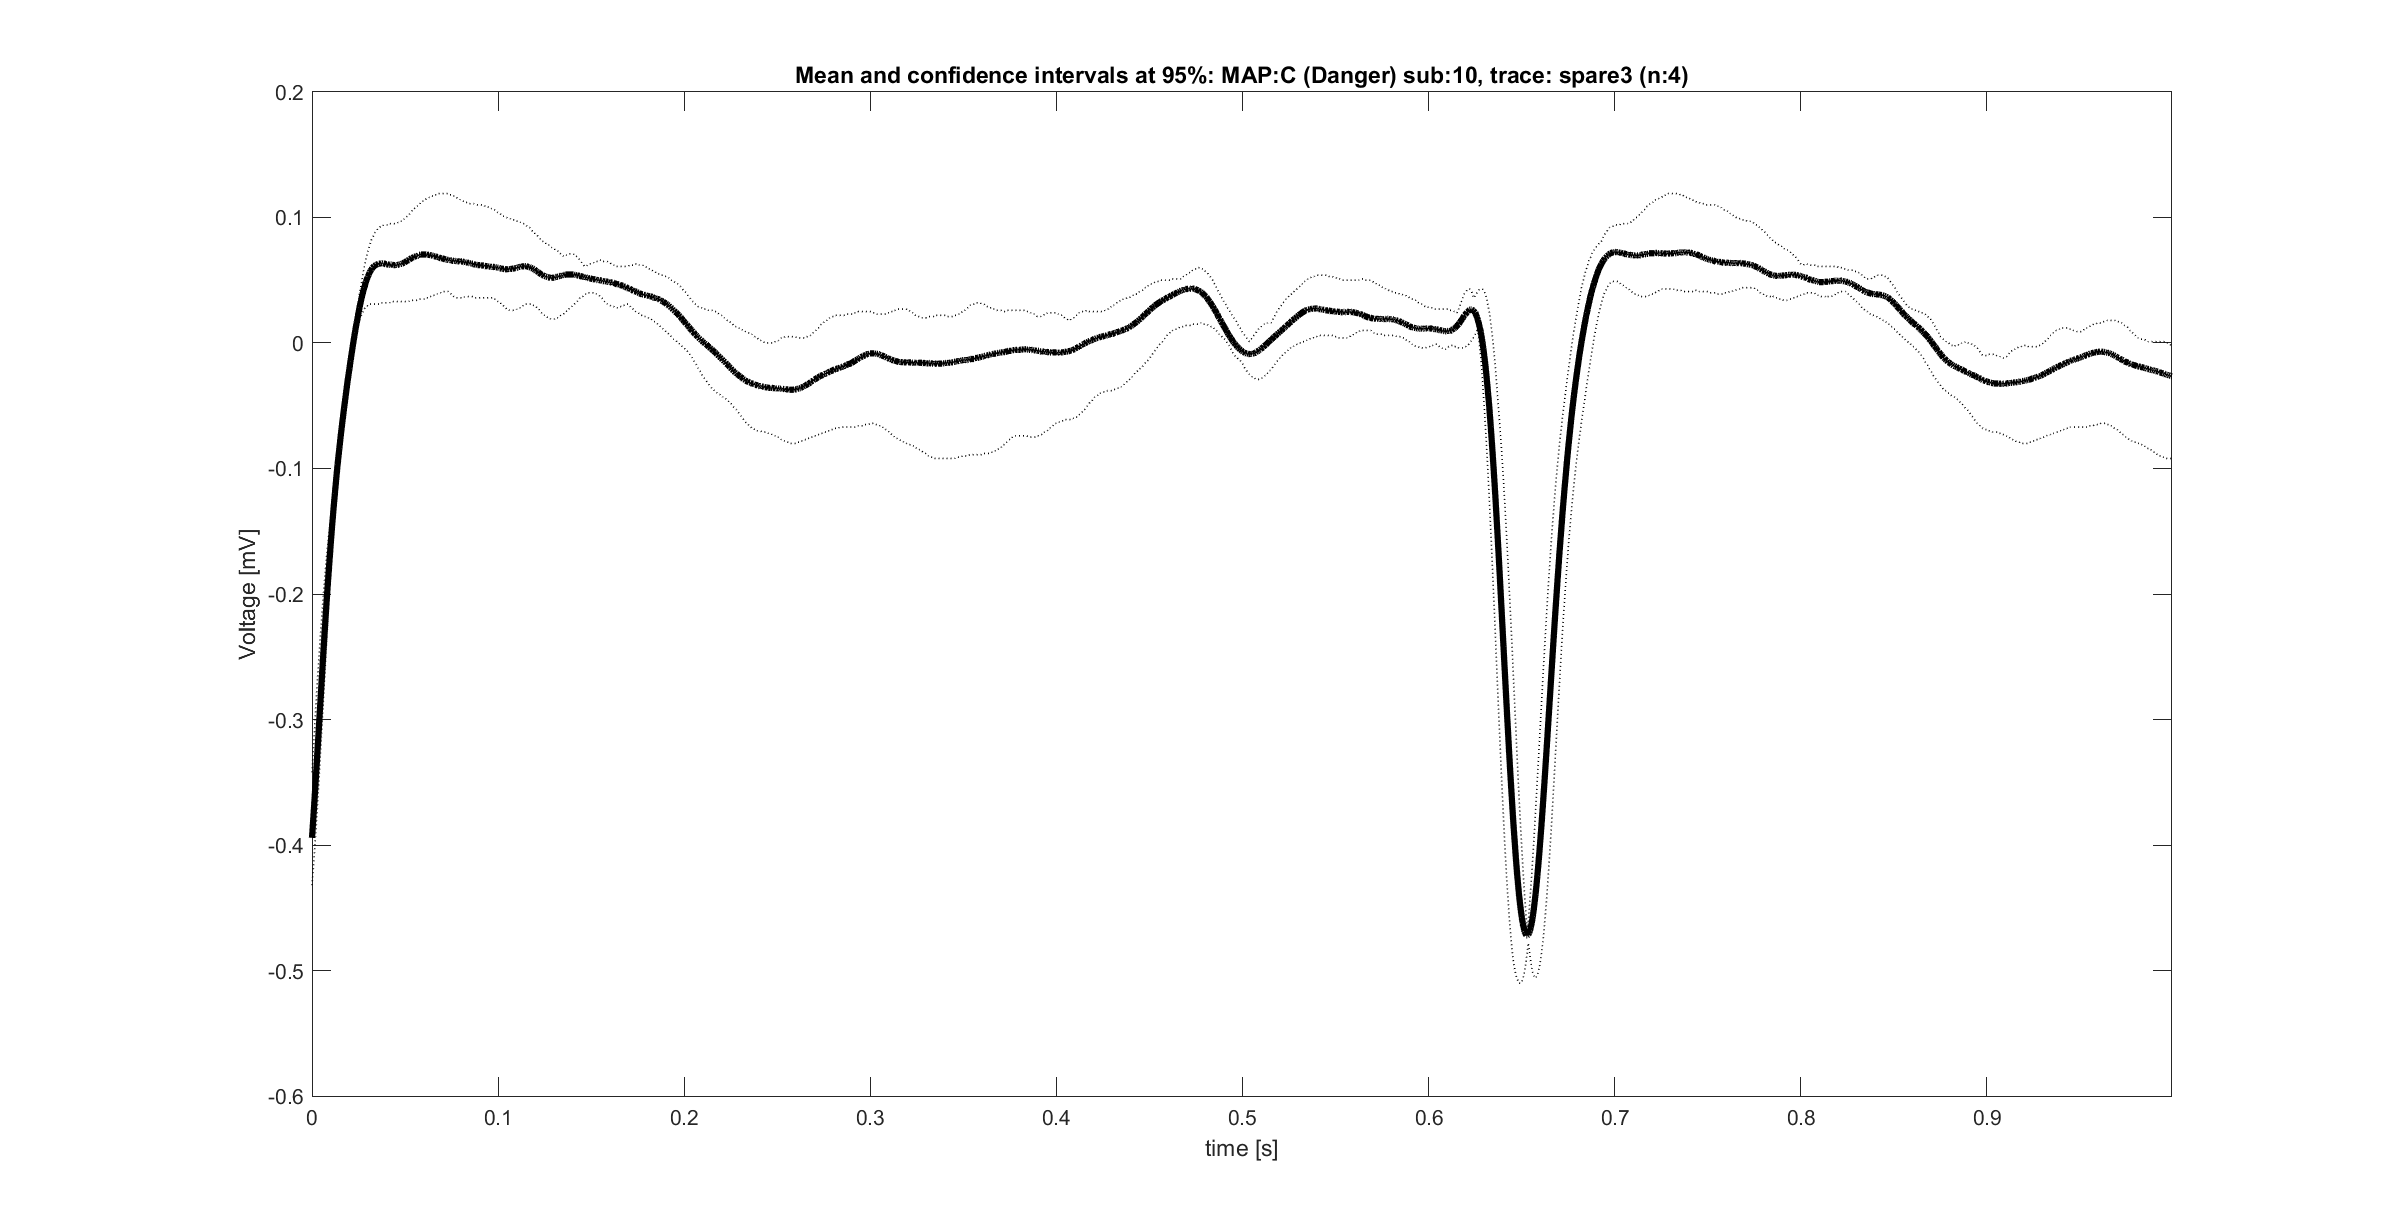 Mean and confidence intervals at 95%: MAP:C (Danger) sub:10, trace: spare3 (n:4)
0.2
0.1
0
-0.1
-0.2
-0.3
-0.4
-0.5
-0.6
Voltage [mV]
0 0.1 0.2 0.3 0.4 0.5 0.6 0.7 0.8 0.9
time [s]